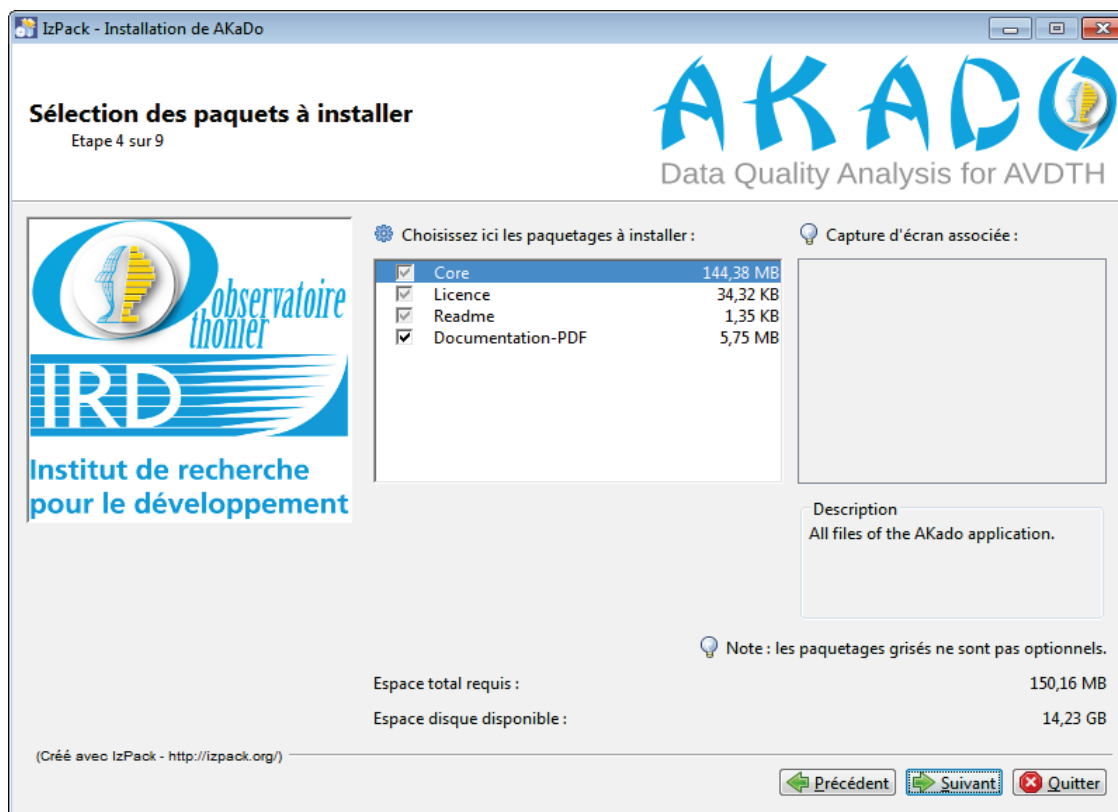 IzPack - Installation de AKaDo
AKADO
Data Quality Analysis for AVDTH
Sélection des paquets à installer
Etape 4 sur 9
observatoire
thonier
IRD
Institut de recherche
pour le développement
Choisissez ici les paquetages à installer :
Core 144,38 MB
Licence 34,32 KB
Readme 1,35 KB
Documentation-PDF 5,75 MB
Capture d'écran associée :
Description
All files of the AKado application.
Note : les paquetages grisés ne sont pas optionnels.
Espace total requis : 150,16 MB
Espace disque disponible : 14,23 GB
(Créé avec IzPack - http://izpack.org/)
Précédent Suivant Quitter